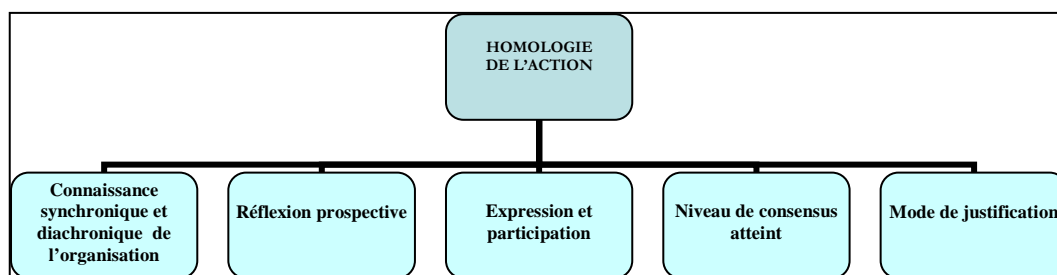 HOMOLOGIE
DE L'ACTION
Connaissance
synchronique et
diachronique de
l'organisation
Réflexion prospective
Expression et
participation
Niveau de consensus
atteint
Mode de justification